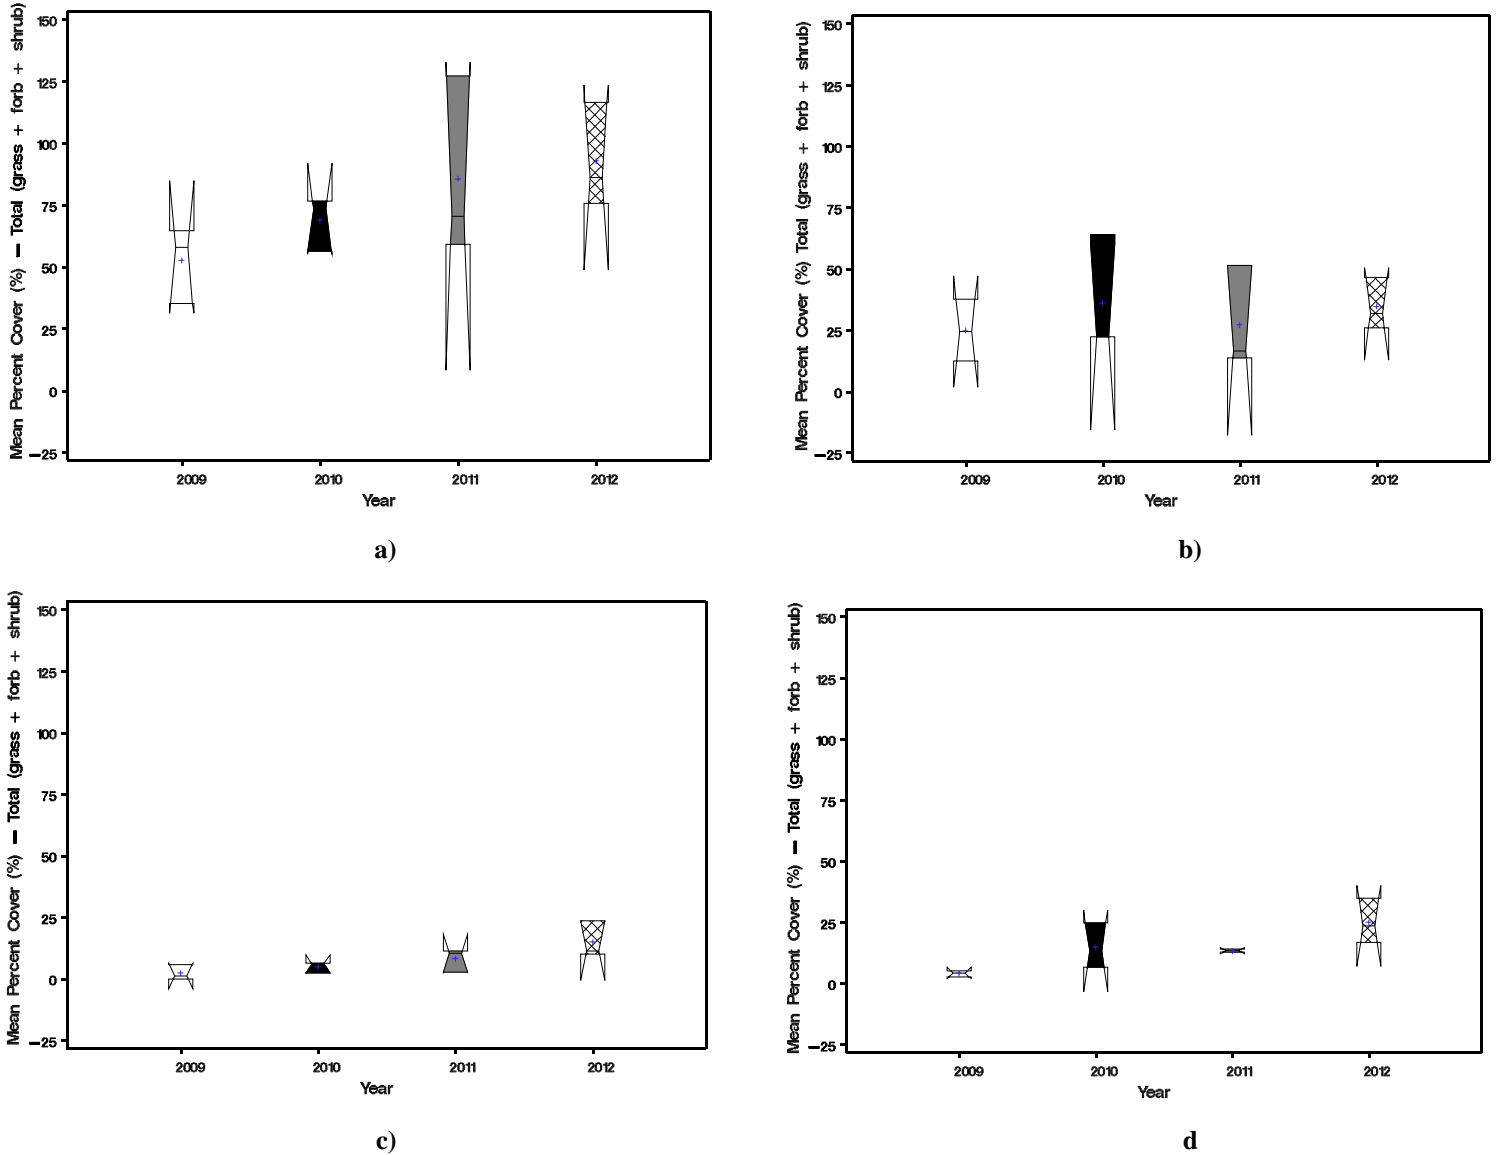 Mean Percent Cover (%) — Total (grass + forb + shrub)
150
125
100
75
50
25
0
−25
2009 2010 2011 2012
Year
a)
Mean Percent Cover (%) Total (grass + forb + shrub)
150
125
100
75
50
25
0
−25
2009 2010 2011 2012
Year
b)
Mean Percent Cover (%) — Total (grass + forb + shrub)
150
125
100
75
50
25
0
−25
2009 2010 2011 2012
Year
c)
Mean Percent Cover (%) — Total (grass + forb + shrub)
150
125
100
75
50
25
0
−25
2009 2010 2011 2012
Year
d